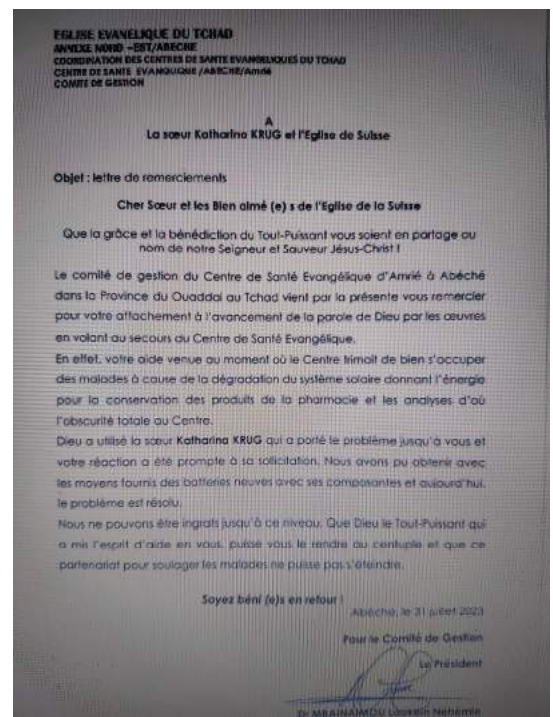 EGLISE EVANELIQUE DU TCHAD
ANNEXE NORD –EST/ABECHE
COORDINATION DES CENTRES DE SANTE EVANGELIQUES DU TCHAD
CENTRE DE SANTE EVANQUIQUE /ABECHE/Amdé
COMITE DE GESTION
A
La sœur Katharina KRUG et l'Eglise de Suisse
Objet : lettre de remerciements
Cher Sœur et les Bien aimé (e) s de l'Eglise de la Suisse
Que la grâce et la bénédiction du Tout-Puissant vous soient en partage au
nom de notre Seigneur et Sauveur Jésus-Christ !
Le comité de gestion du Centre de Santé Evangélique d'Amrié à Abéché
dans la Province du Ouaddaï au Tchad vient par la présente vous remercier
pour votre attachement à l'avancement de la parole de Dieu par les œuvres
en volant au secours du Centre de Santé Evangélique.
En effet, votre aide venue au moment où le Centre trimait de bien s'occuper
des malades à cause de la dégradation du système solaire donnant l'énergie
pour la conservation des produits de la pharmacie et les analyses d'où
l'obscurité totale au Centre.
Dieu a utilisé la sœur Katharina KRUG qui a porté le problème jusqu'à vous et
votre réaction a été prompte à sa sollicitation. Nous avons pu obtenir avec
les moyens fournis des batteries neuves avec ses composantes et aujourd'hui,
le problème est résolu.
Nous ne pouvons être ingrats jusqu'à ce niveau. Que Dieu le Tout-Puissant qui
a mis l'esprit d'aide en vous, puisse vous le rendre au centuple et que ce
partenariat pour soulager les malades ne puisse pas s'éteindre.
Soyez béni (e)s en retour !
Abéché, le 31 juillet 2023
Pour le Comité de Gestion
Le Président
Dr MBAINAIMOU Néhémie